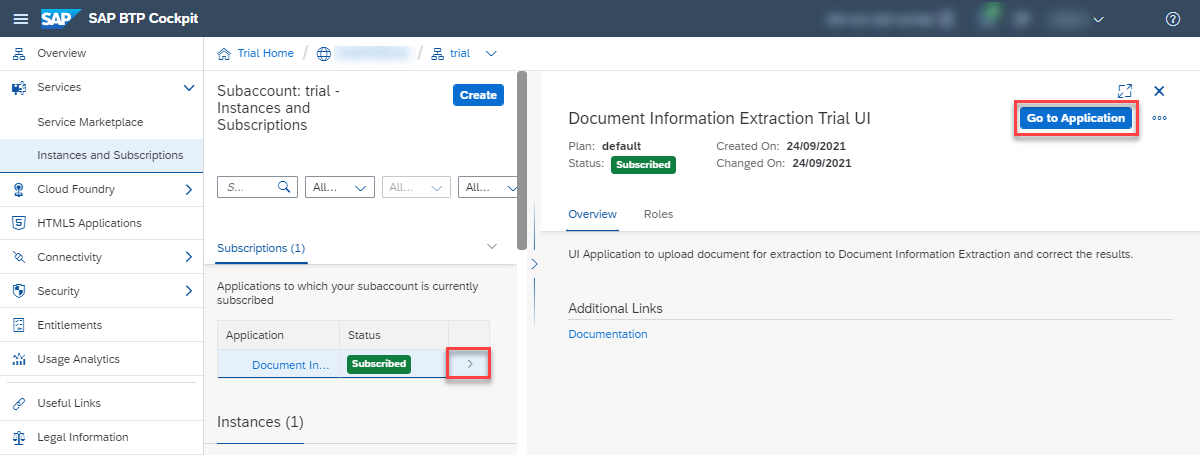 SAP SAP BTP Cockpit
Overview
Services
Service Marketplace
Instances and Subscriptions
Cloud Foundry
HTML5 Applications
Connectivity
Security
Entitlements
Usage Analytics
Useful Links
Legal Information
Trial Home / / trial
Subaccount: trial -
Instances and
Subscriptions
Create
S... All... All... All...
Subscriptions (1)
Applications to which your subaccount is currently
subscribed
Application Status
Document In... Subscribed
Instances (1)
Document Information Extraction Trial UI
Go to Application
Plan: default Created On: 24/09/2021
Status: Subscribed Changed On: 24/09/2021
Overview Roles
UI Application to upload document for extraction to Document Information Extraction and correct the results.
Additional Links
Documentation